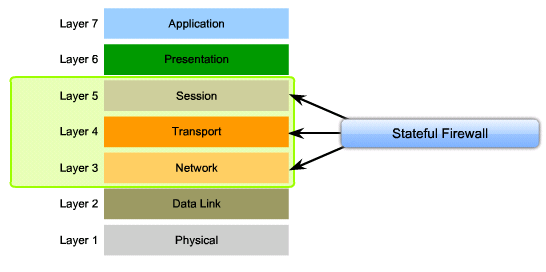 Layer 7 Application
Layer 6 Presentation
Layer 5 Session
Layer 4 Transport
Stateful Firewall
Layer 3 Network
Layer 2 Data Link
Layer 1 Physical